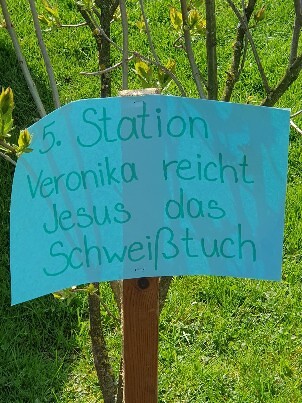 5. Station
Veronika reicht
Jesus das
Schweißtuch